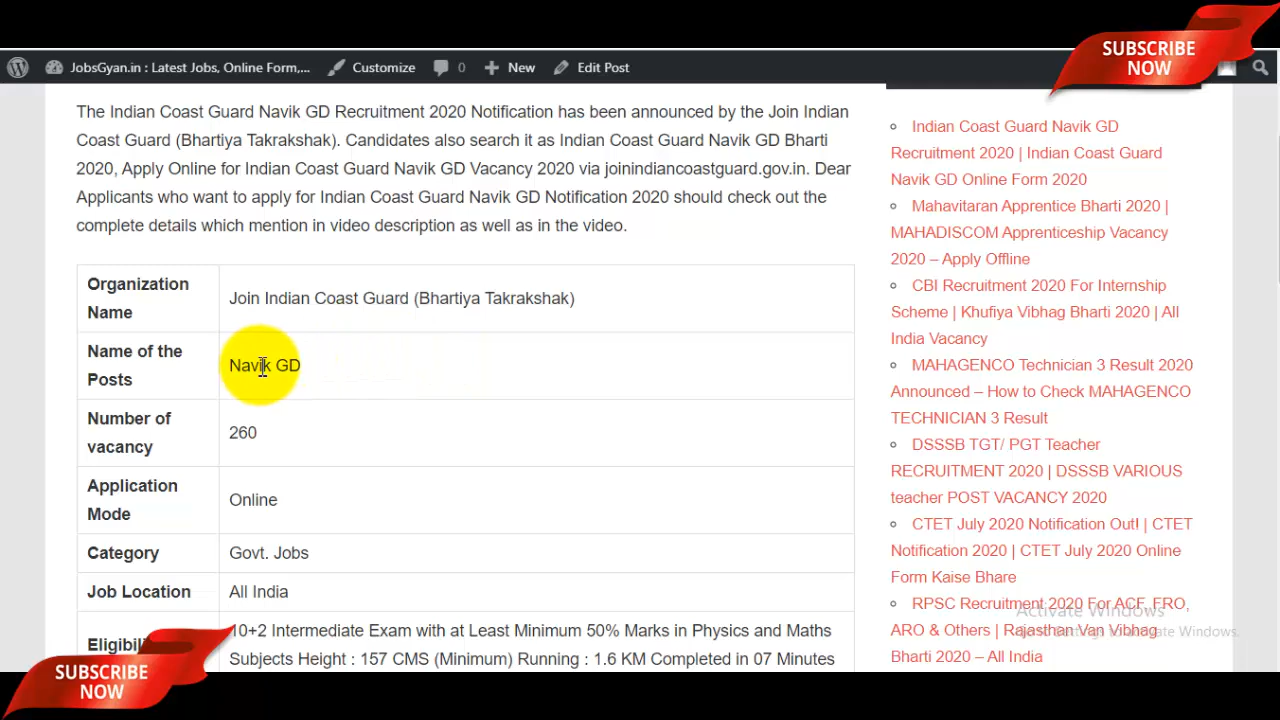 SUBSCRIBE
NOW
JobsGyan.in : Latest Jobs, Online Form,... Customize 0 New Edit Post
The Indian Coast Guard Navik GD Recruitment 2020 Notification has been announced by the Join Indian
Coast Guard (Bhartiya Takrakshak). Candidates also search it as Indian Coast Guard Navik GD Bharti
2020, Apply Online for Indian Coast Guard Navik GD Vacancy 2020 via joinindiancoastguard.gov.in. Dear
Applicants who want to apply for Indian Coast Guard Navik GD Notification 2020 should check out the
complete details which mention in video description as well as in the video.
Organization
Name
Join Indian Coast Guard (Bhartiya Takrakshak)
Name of the
Posts
Navik GD
Number of
vacancy
260
Application
Mode
Online
Category
Govt. Jobs
Job Location
All India
10+2 Intermediate Exam with at Least Minimum 50% Marks in Physics and Maths
Subjects Height : 157 CMS (Minimum) Running : 1.6 KM Completed in 07 Minutes
Indian Coast Guard Navik GD
Recruitment 2020 | Indian Coast Guard
Navik GD Online Form 2020
Mahavitaran Apprentice Bharti 2020 |
MAHADISCOM Apprenticeship Vacancy
2020 – Apply Offline
CBI Recruitment 2020 For Internship
Scheme | Khufiya Vibhag Bharti 2020 | All
India Vacancy
MAHAGENCO Technician 3 Result 2020
Announced – How to Check MAHAGENCO
TECHNICIAN 3 Result
DSSSB TGT/ PGT Teacher
RECRUITMENT 2020 | DSSSB VARIOUS
teacher POST VACANCY 2020
CTET July 2020 Notification Out! | CTET
Notification 2020 | CTET July 2020 Online
Form Kaise Bhare
RPSC Recruitment 2020 For ACF, FRO,
ARO & Others | Rajasthan Van Vibhag
Bharti 2020 – All India
Activate Windows
SUBSCRIBE
NOW